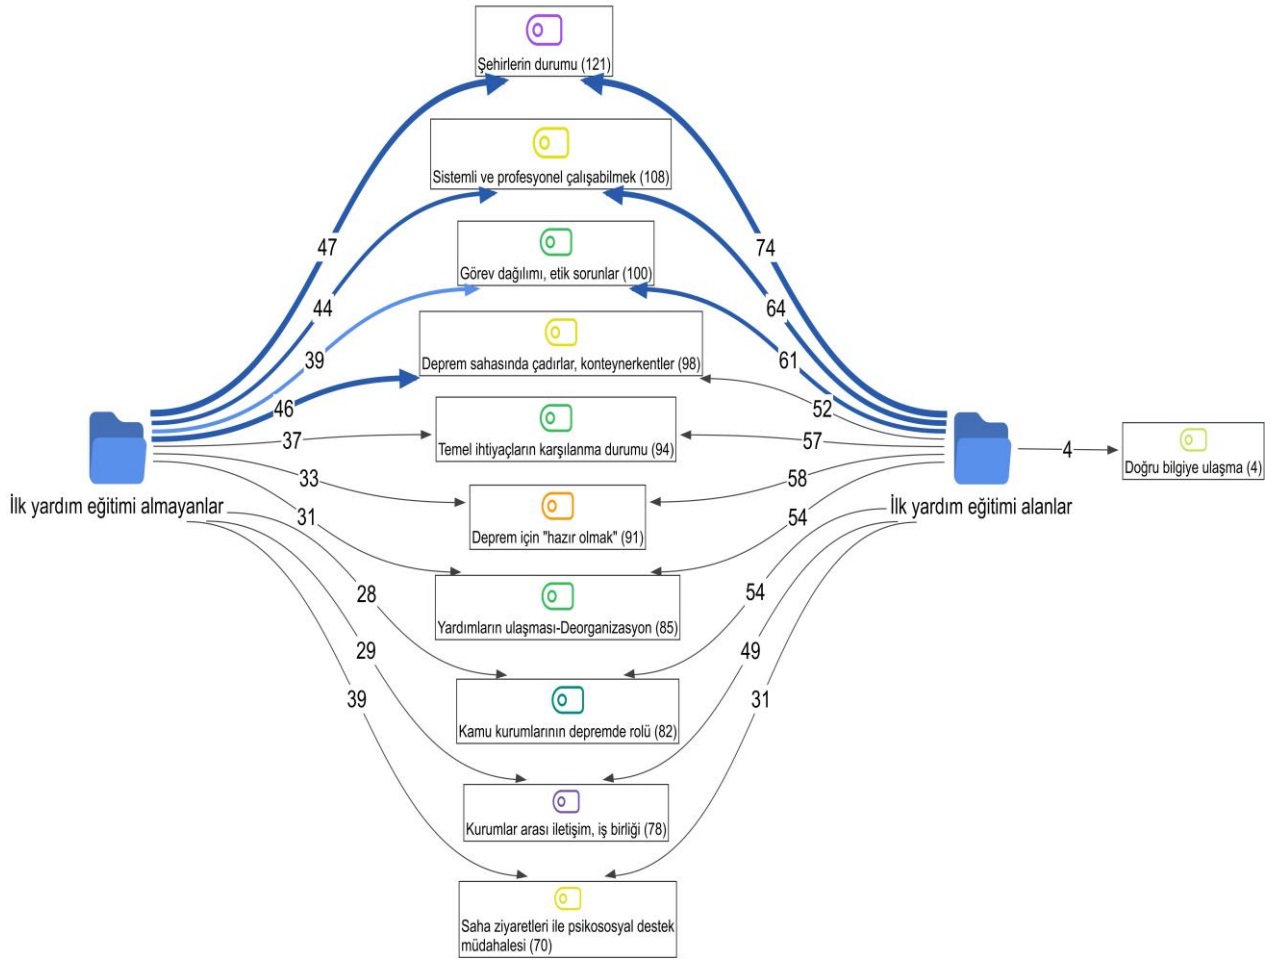 Şehirlerin durumu (121)
Sistemli ve profesyonel çalışabilmek (108)
47
74
Görev dağılımı, etik sorunlar (100)
44
64
39
61
Deprem sahasında çadırlar, konteynerkentler (98)
46
52
37
57
Temel ihtiyaçların karşılanma durumu (94)
4
Doğru bilgiye ulaşma (4)
33
58
İlk yardım eğitimi almayanlar
İlk yardım eğitimi alanlar
31
54
Deprem için "hazır olmak" (91)
28
54
Yardımların ulaşması-Deorganizasyon (85)
29
49
39
31
Kamu kurumlarının depremde rolü (82)
Kurumlar arası iletişim, iş birliği (78)
Saha ziyaretleri ile psikososyal destek
müdahalesi (70)